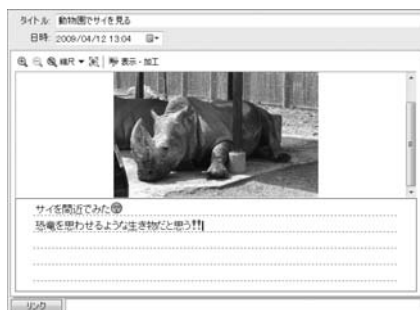 タイトル: 動物園でサイを見る
日時: 2009/04/12 13:04
縮尺 表示・加工
サイを間近でみた
恐竜を思わせるような生き物だと思う!!
リンク